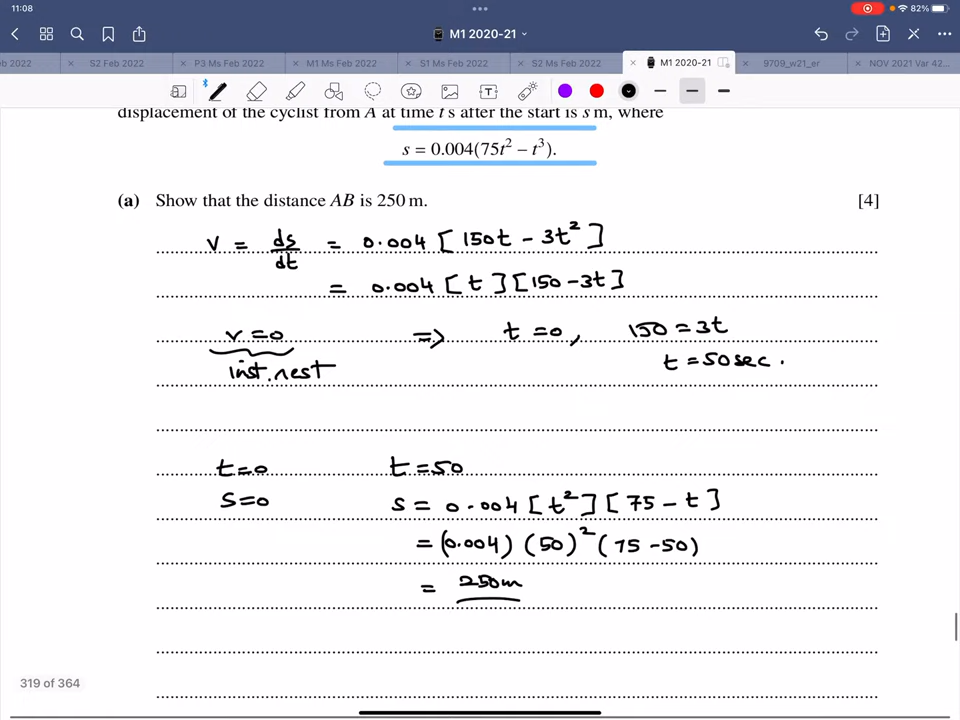 11:08
82%
M1 2020-21
b 2022
S2 Feb 2022
P3 Ms Feb 2022
M1 Ms Feb 2022
S1 Ms Feb 2022
S2 Ms Feb 2022
M1 2020-21
9709_w21_er
NOV 2021 Var 42...
displacement of the cyclist from A at time t s after the start is s m, where
s = 0.004(75t² − t³).
(a) Show that the distance AB is 250 m. [4]
v = ds/dt = 0.004 [150t − 3t²]
= 0.004 [t][150 − 3t]
v=0 ⇒ t=0, 150 = 3t
inst. rest t = 50sec.
t=0 t=50
s=0 s = 0.004 [t²][75 − t]
= (0.004) (50)² (75 − 50)
= 250m
319 of 364